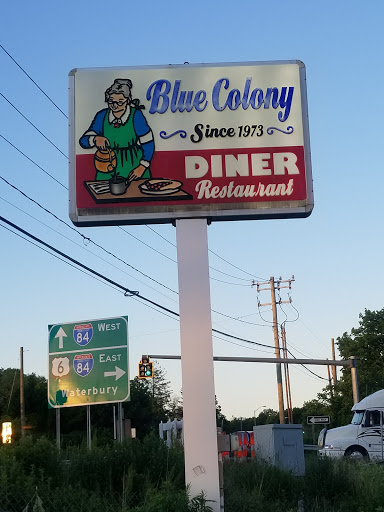 Blue Colony
Since 1973
DINER
Restaurant
84 West
6 84 East
Waterbury